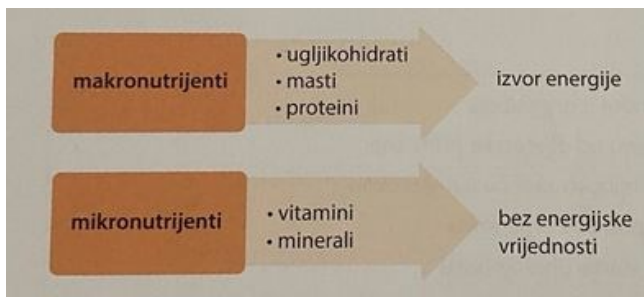 makronutrijenti
• ugljikohidrati
• masti
• proteini
izvor energije
mikronutrijenti
• vitamini
• minerali
bez energijske
vrijednosti